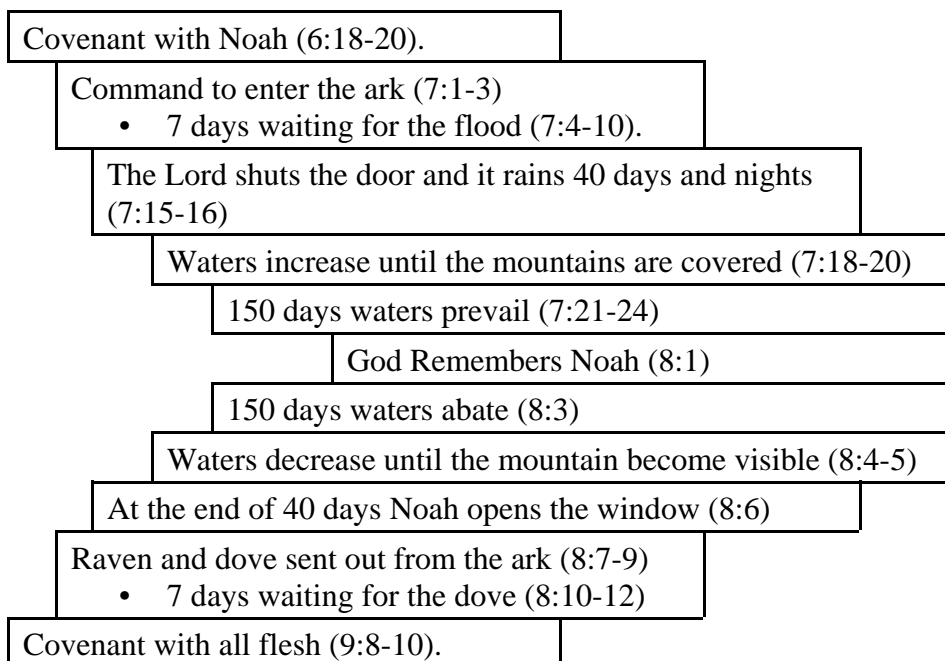 Covenant with Noah (6:18-20).
Command to enter the ark (7:1-3)
• 7 days waiting for the flood (7:4-10).
The Lord shuts the door and it rains 40 days and nights
(7:15-16)
Waters increase until the mountains are covered (7:18-20)
150 days waters prevail (7:21-24)
God Remembers Noah (8:1)
150 days waters abate (8:3)
Waters decrease until the mountain become visible (8:4-5)
At the end of 40 days Noah opens the window (8:6)
Raven and dove sent out from the ark (8:7-9)
• 7 days waiting for the dove (8:10-12)
Covenant with all flesh (9:8-10).